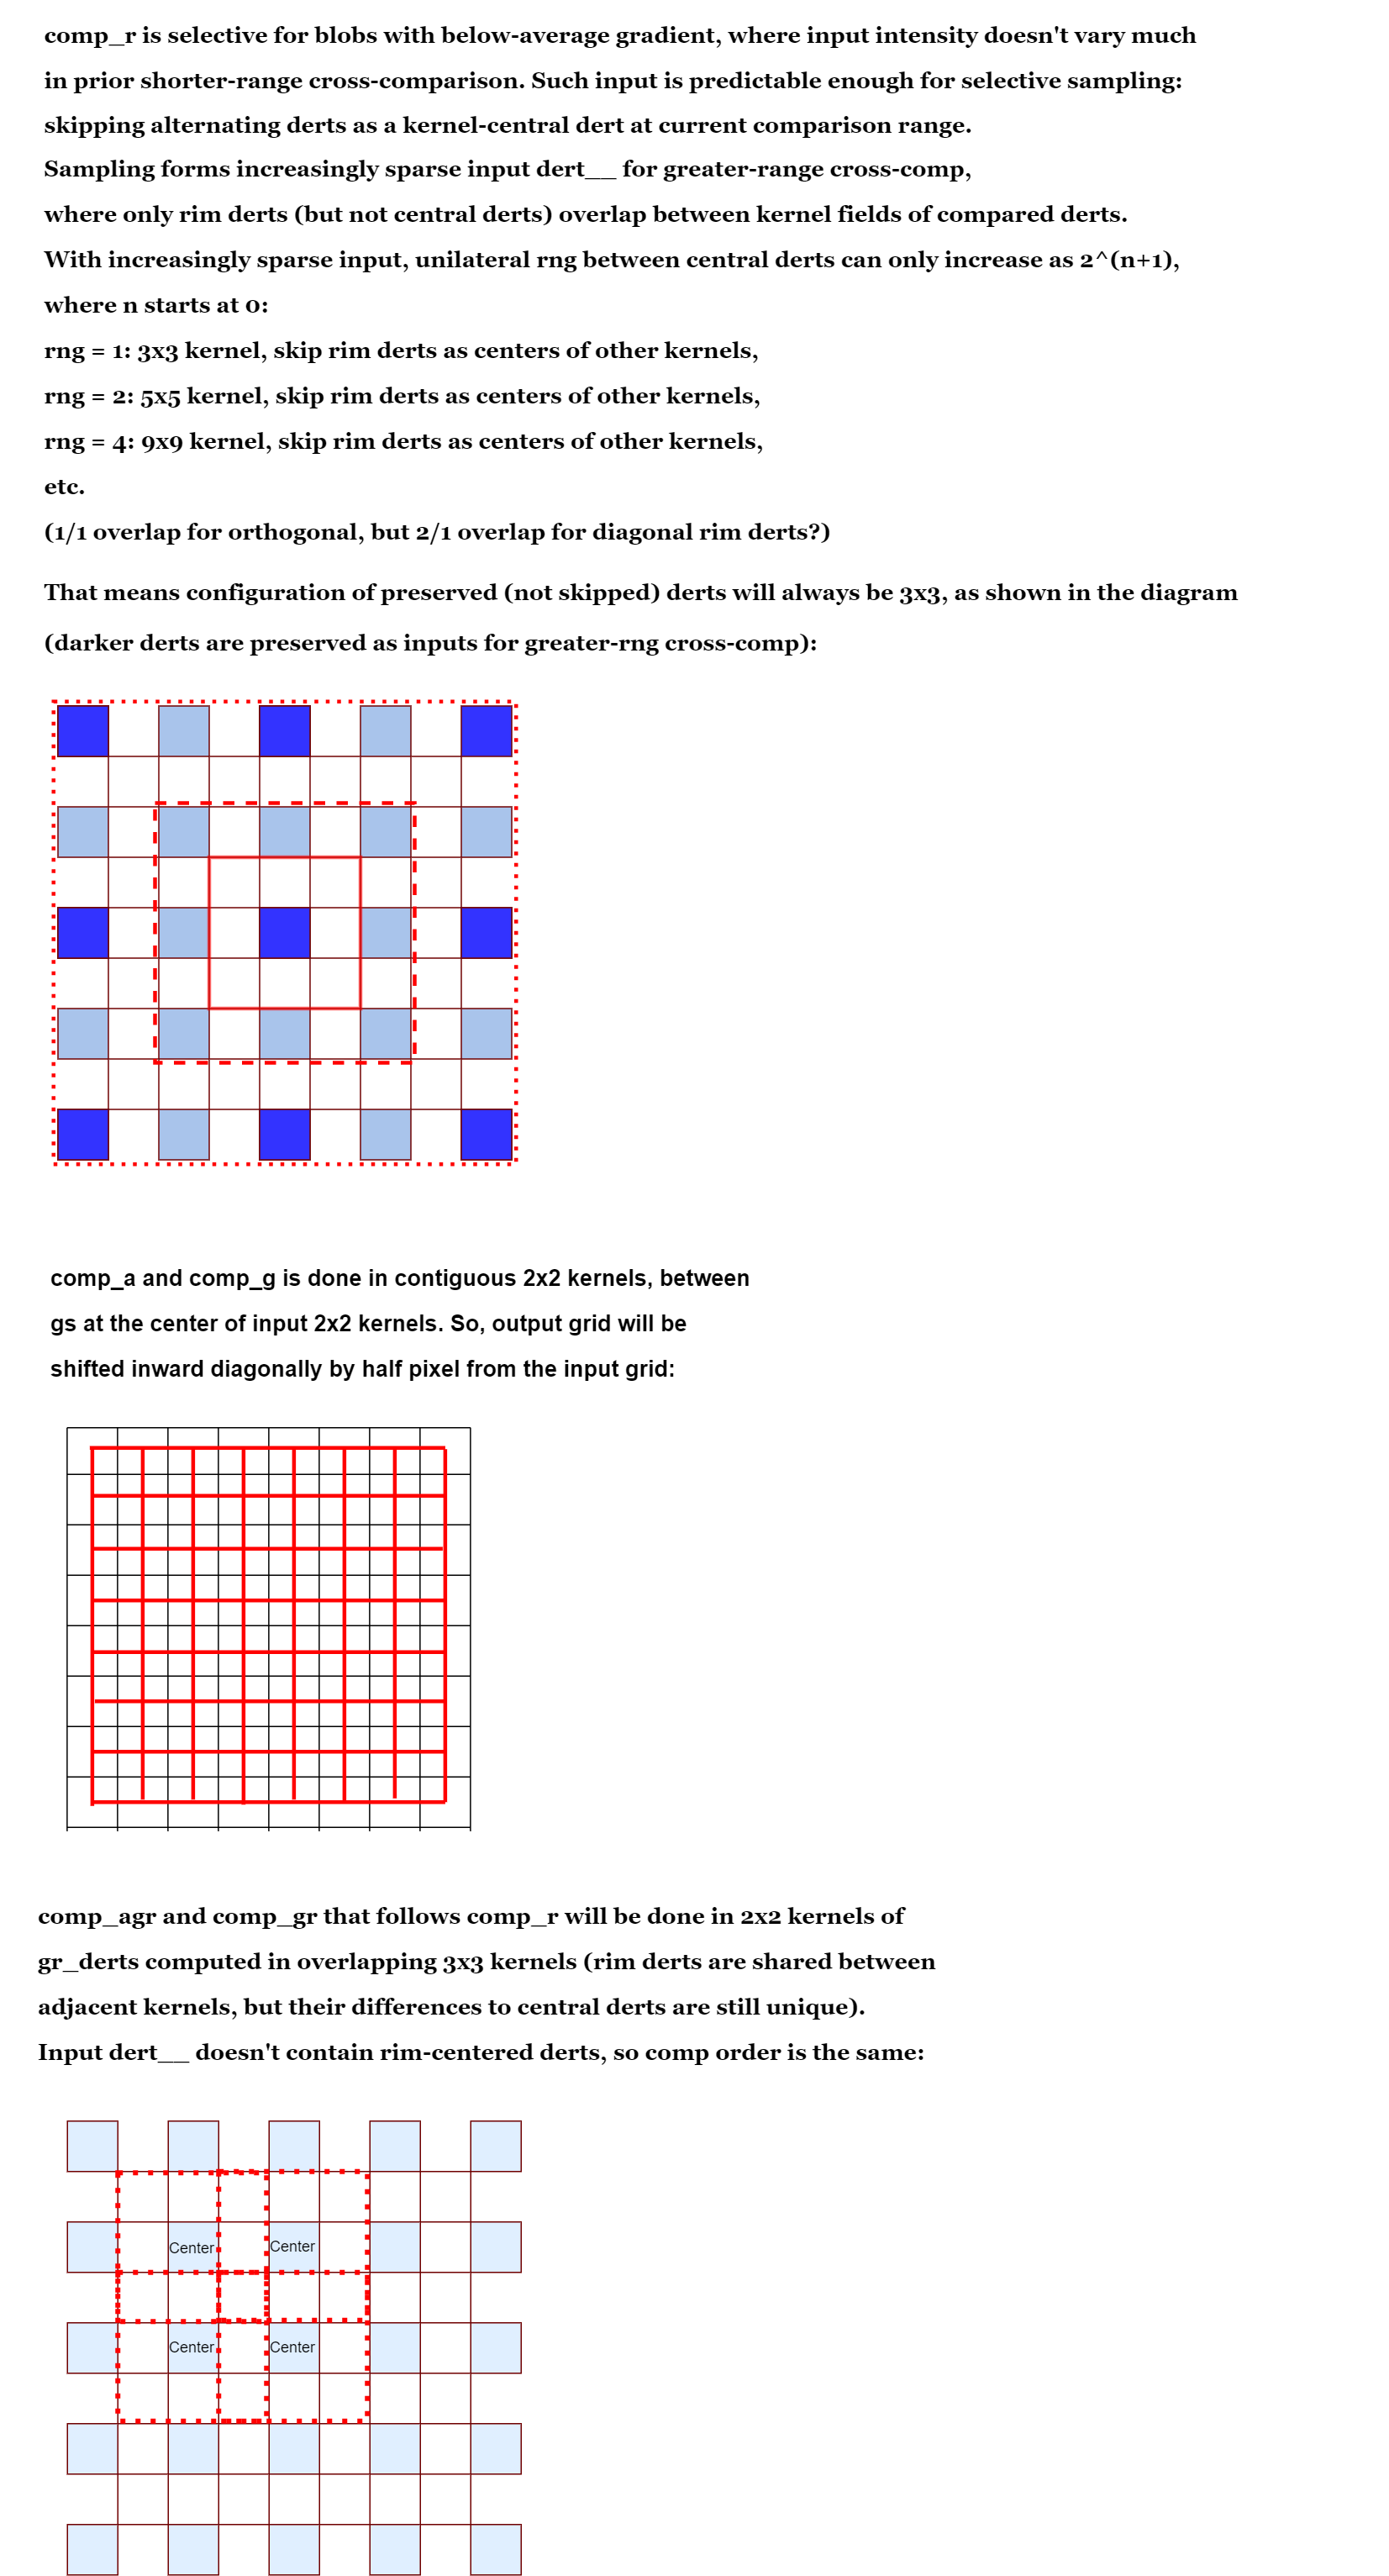 comp_r is selective for blobs with below-average gradient, where input intensity doesn't vary much
in prior shorter-range cross-comparison. Such input is predictable enough for selective sampling:
skipping alternating derts as a kernel-central dert at current comparison range.
Sampling forms increasingly sparse input dert__ for greater-range cross-comp,
where only rim derts (but not central derts) overlap between kernel fields of compared derts.
With increasingly sparse input, unilateral rng between central derts can only increase as 2^(n+1),
where n starts at 0:
rng = 1: 3x3 kernel, skip rim derts as centers of other kernels,
rng = 2: 5x5 kernel, skip rim derts as centers of other kernels,
rng = 4: 9x9 kernel, skip rim derts as centers of other kernels,
etc.
(1/1 overlap for orthogonal, but 2/1 overlap for diagonal rim derts?)
That means configuration of preserved (not skipped) derts will always be 3x3, as shown in the diagram
(darker derts are preserved as inputs for greater-rng cross-comp):
comp_a and comp_g is done in contiguous 2x2 kernels, between
gs at the center of input 2x2 kernels. So, output grid will be
shifted inward diagonally by half pixel from the input grid:
comp_agr and comp_gr that follows comp_r will be done in 2x2 kernels of
gr_derts computed in overlapping 3x3 kernels (rim derts are shared between
adjacent kernels, but their differences to central derts are still unique).
Input dert__ doesn't contain rim-centered derts, so comp order is the same:
Center Center
Center Center